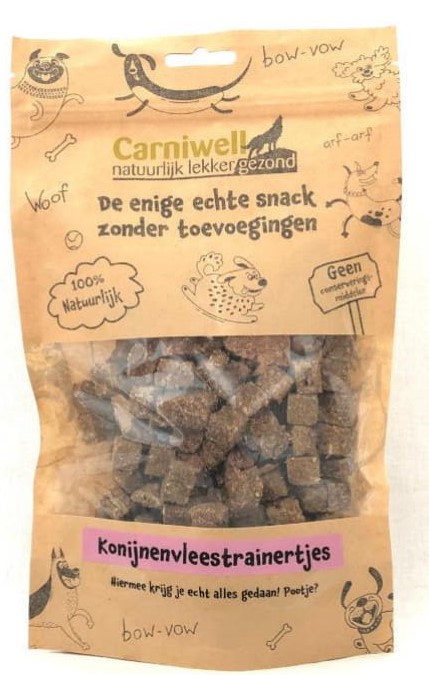 bow-vow
Carniwell
natuurlijk lekker gezond
arf-arf
Woof
De enige echte snack
zonder toevoegingen
100%
Natuurlijk
Geen
conserverings-
middelen
Konijnenvleestrainertjes
Hiermee krijg je echt alles gedaan! Pootje?
bow-vow